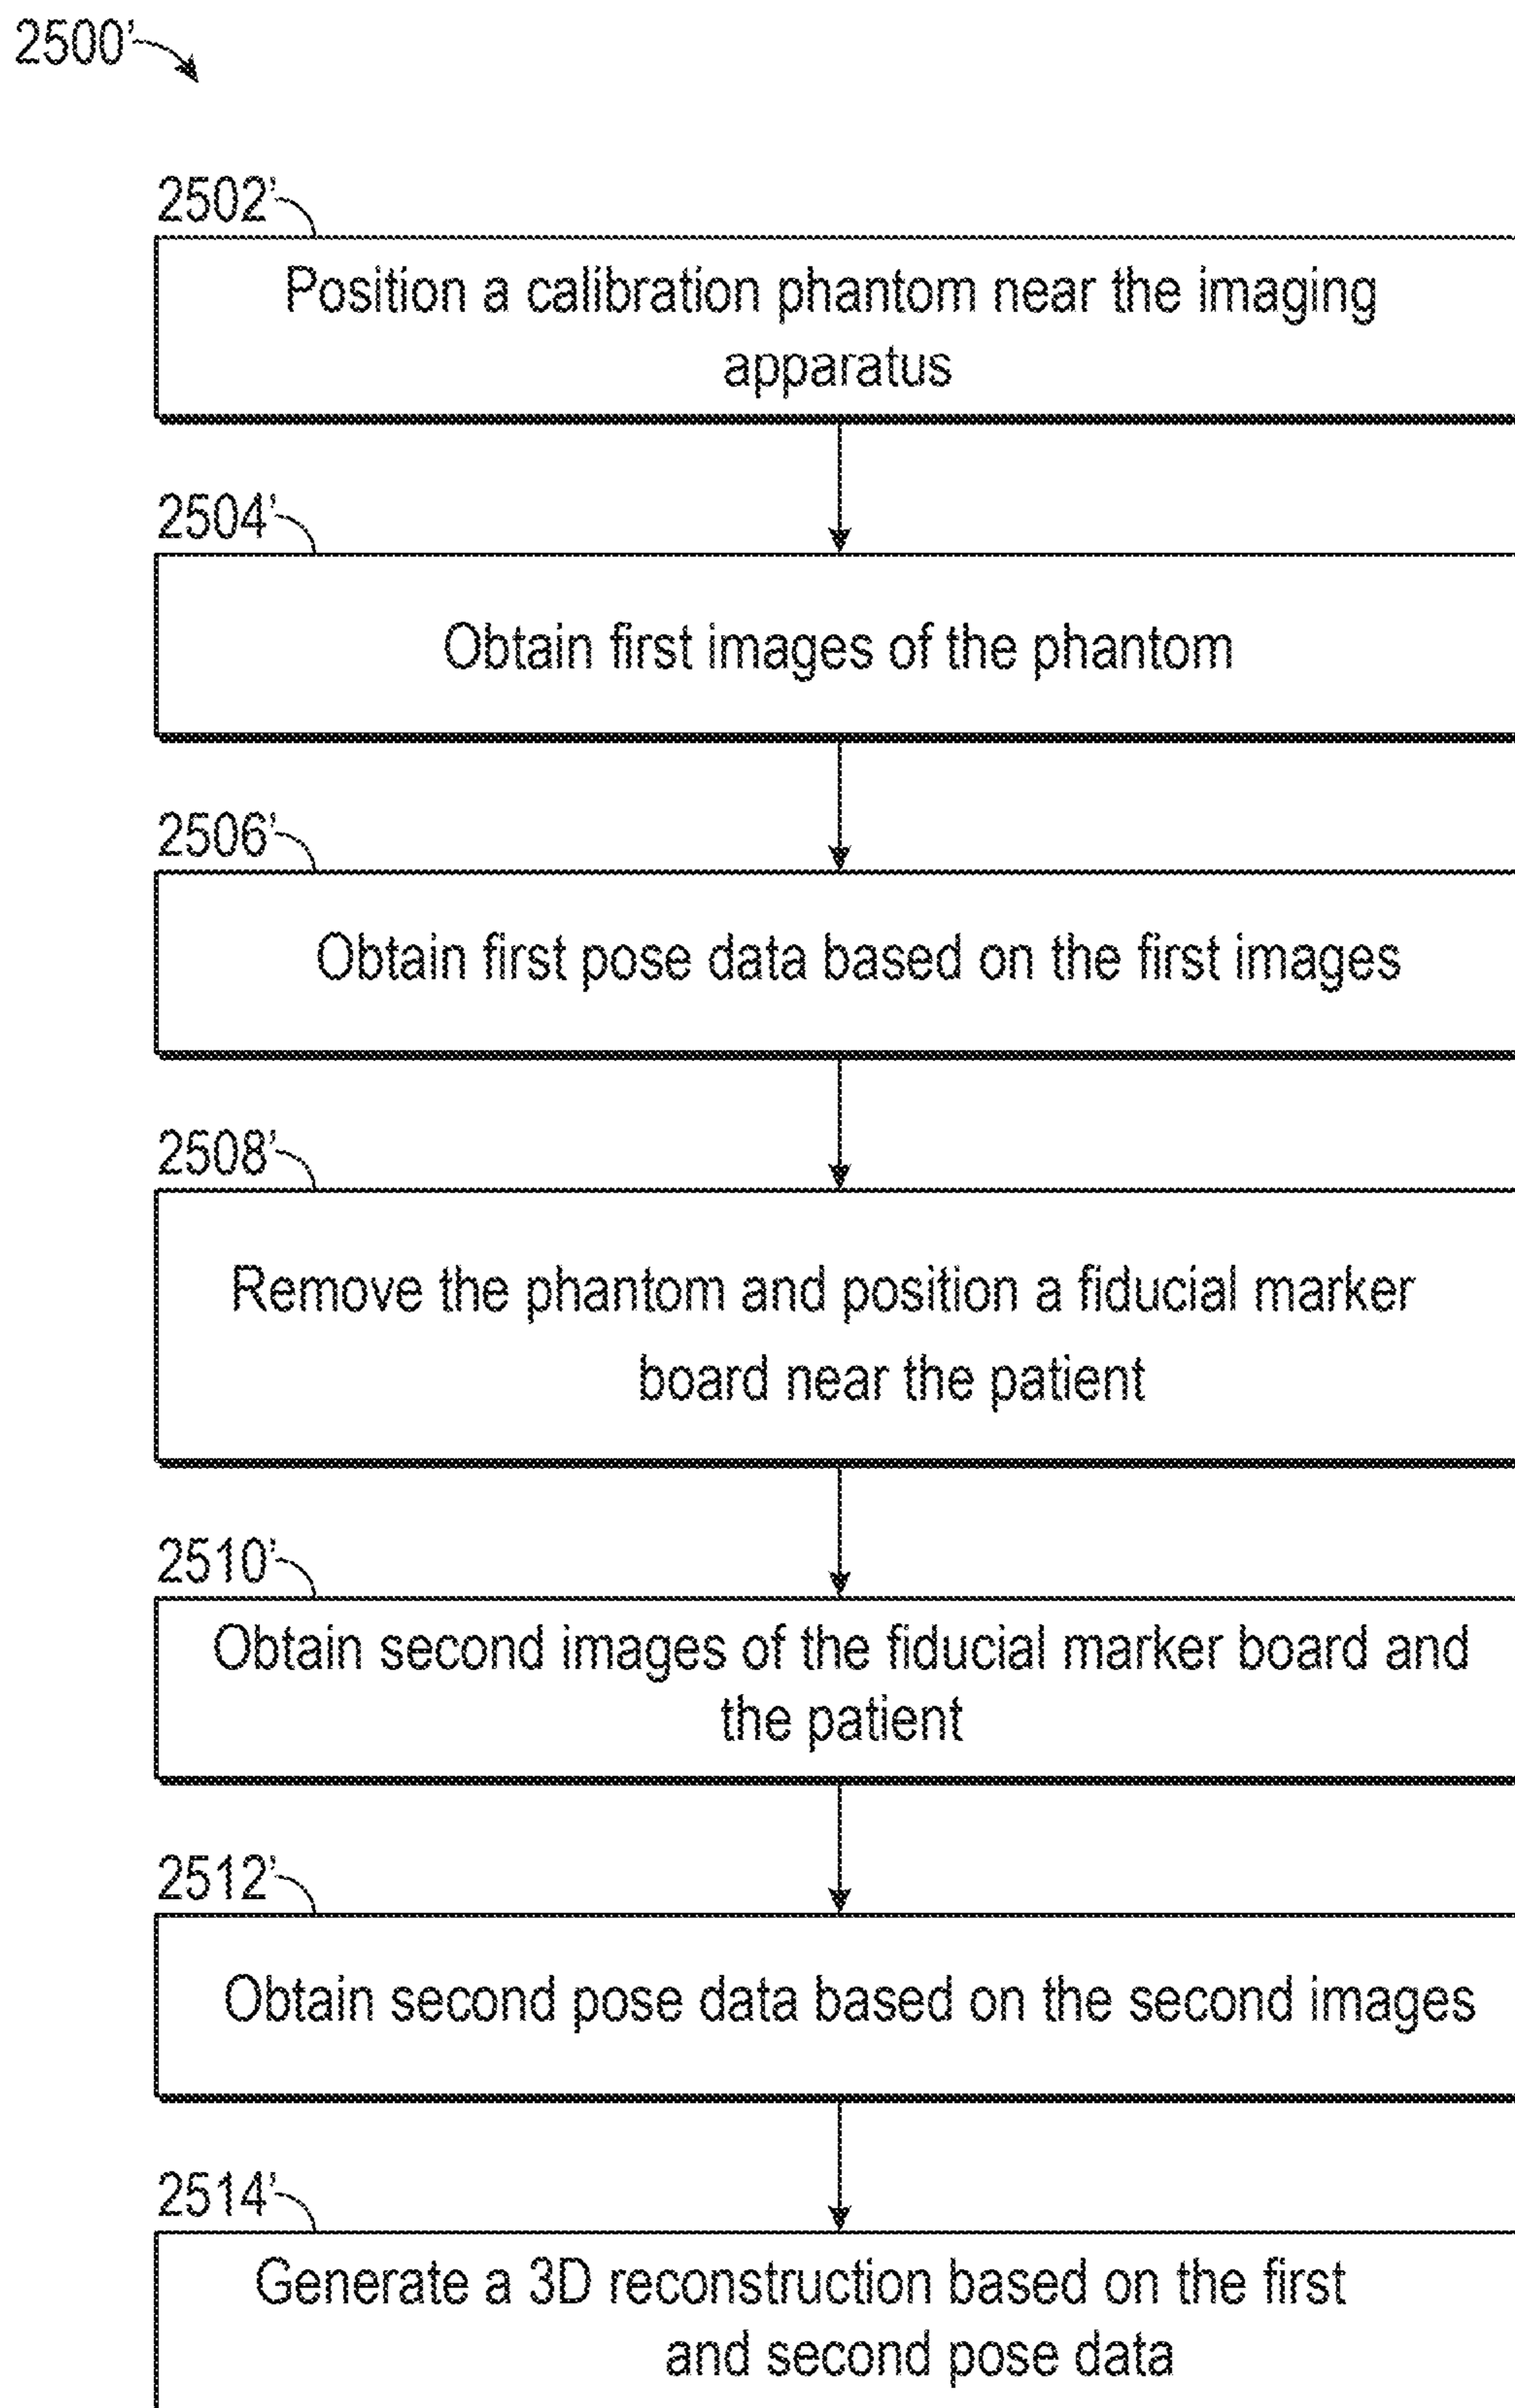 2500'
2502'
Position a calibration phantom near the imaging
apparatus
2504'
Obtain first images of the phantom
2506'
Obtain first pose data based on the first images
2508'
Remove the phantom and position a fiducial marker
board near the patient
2510'
Obtain second images of the fiducial marker board and
the patient
2512'
Obtain second pose data based on the second images
2514'
Generate a 3D reconstruction based on the first
and second pose data